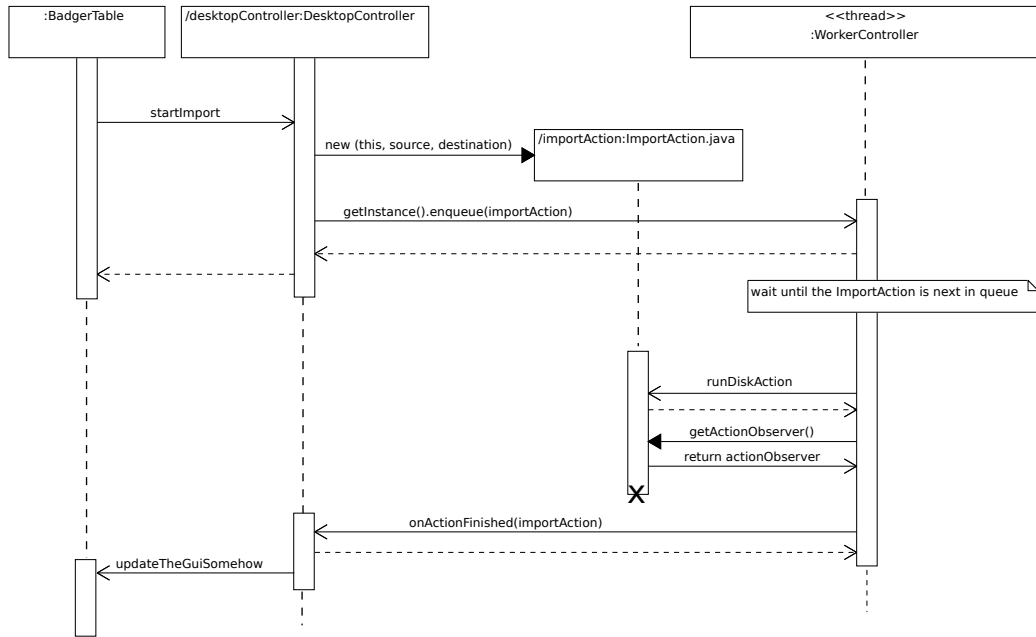 :BadgerTable
/desktopController:DesktopController
<<thread>>
:WorkerController
startImport
new (this, source, destination)
/importAction:ImportAction.java
getInstance().enqueue(importAction)
wait until the ImportAction is next in queue
runDiskAction
getActionObserver()
return actionObserver
X
onActionFinished(importAction)
updateTheGuiSomehow